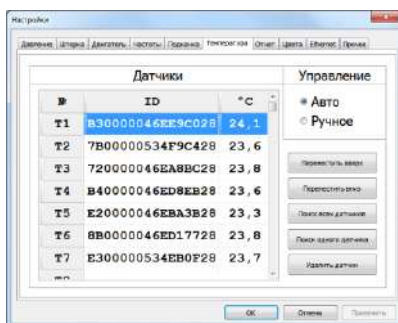 Настройки
Давление Шторка Двигатель Частоты Подкачка Температура Отчет Цвета Ethernet Прочее
Датчики
Управление
№ ID °C
T1 B30000046EE9C028 24,1
T2 7B00000534F9C428 23,6
T3 720000046EA8BC28 23,8
T4 B40000046ED8EB28 23,6
T5 E20000046EBA3B28 23,3
T6 8B0000046ED17728 23,8
T7 E300000534EB0F28 23,7
Авто
Ручное
Переместить вверх
Переместить вниз
Поиск всех датчиков
Поиск одного датчика
Удалить датчик
OK Отмена Применить